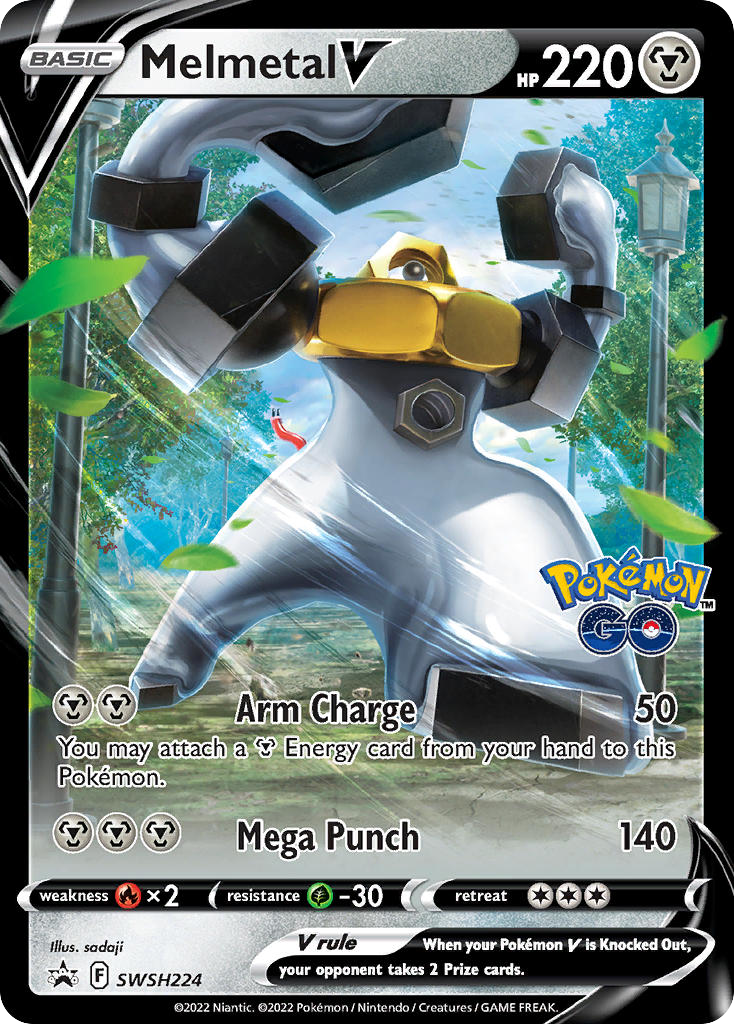 BASIC Melmetal V HP 220
Pokémon
GO
™
Arm Charge 50
You may attach a Energy card from your hand to this
Pokémon.
Mega Punch 140
weakness ×2 resistance -30 retreat
Illus. sadaji
V rule When your Pokémon V is Knocked Out,
your opponent takes 2 Prize cards.
F SWSH224
©2022 Niantic. ©2022 Pokémon / Nintendo / Creatures / GAME FREAK.